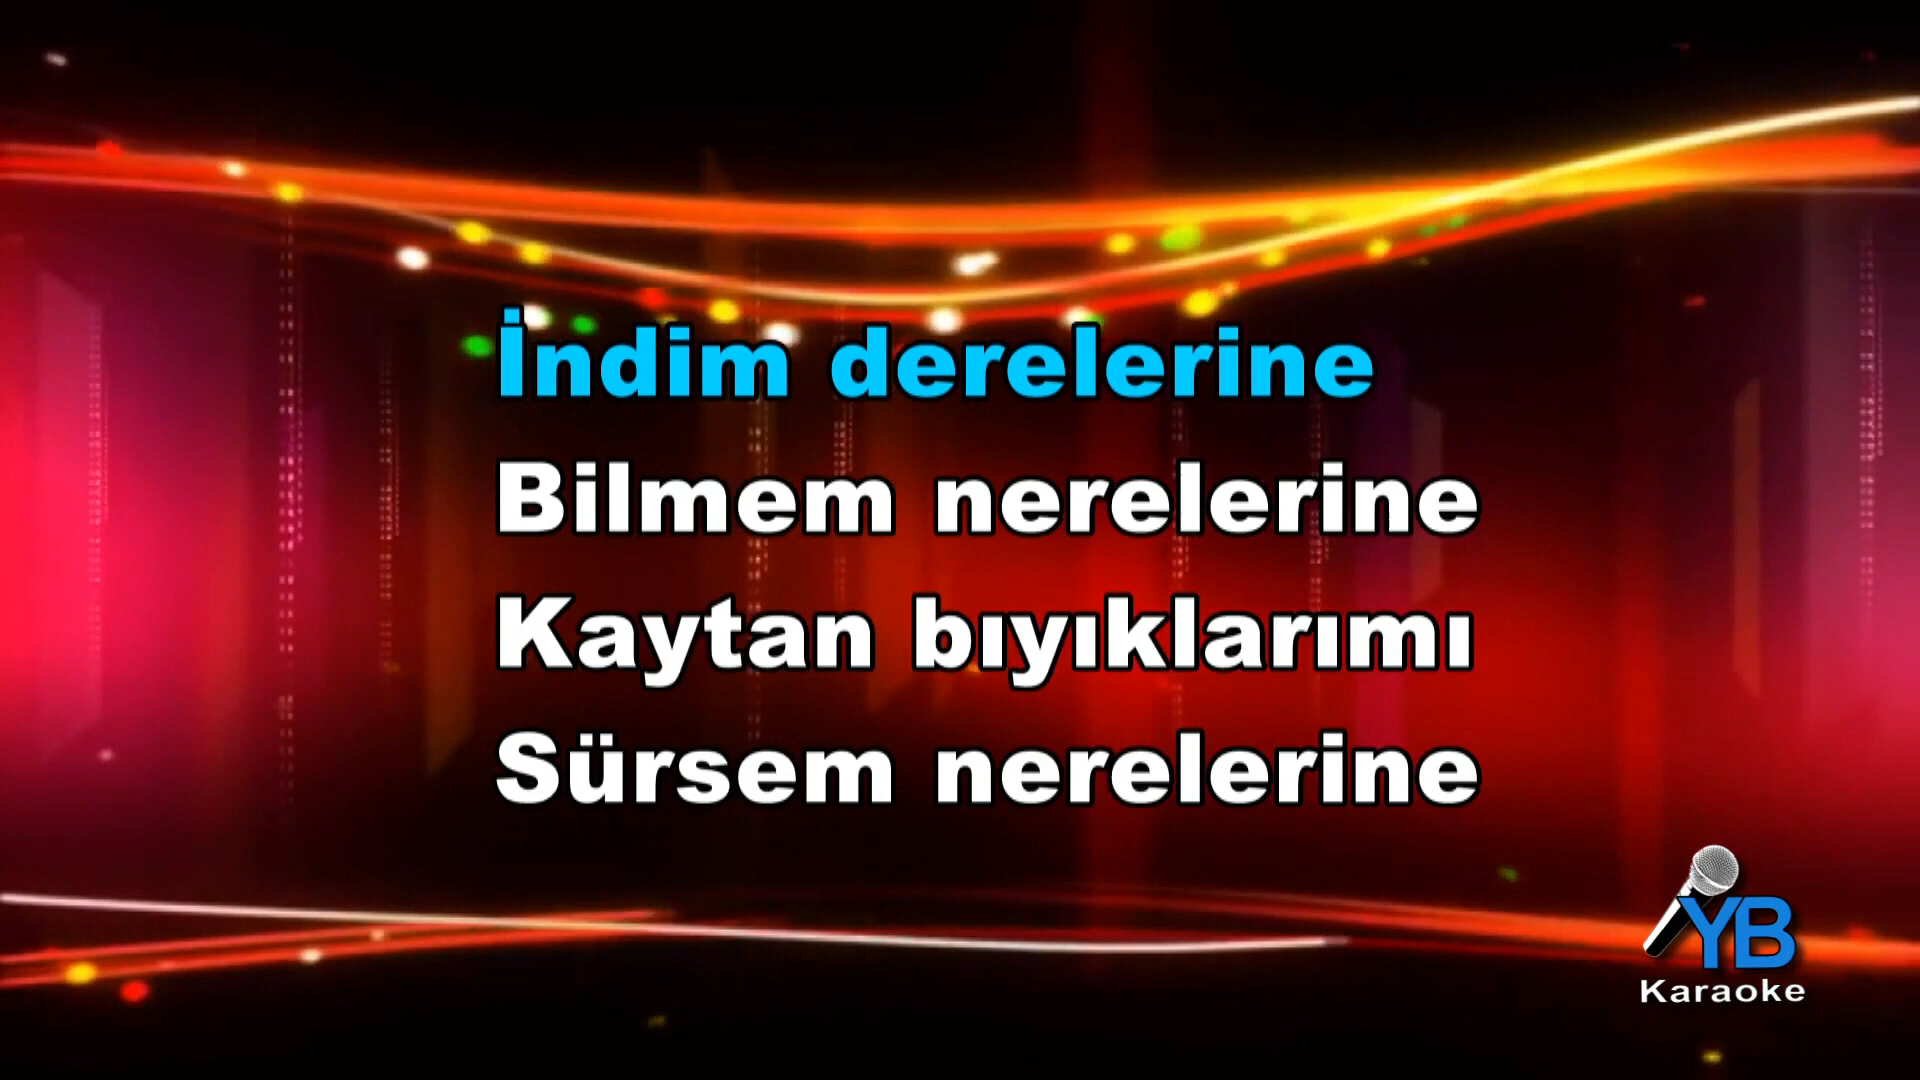 İndim derelerine
Bilmem nerelerine
Kaytan bıyıklarımı
Sürsem nerelerine
YB
Karaoke